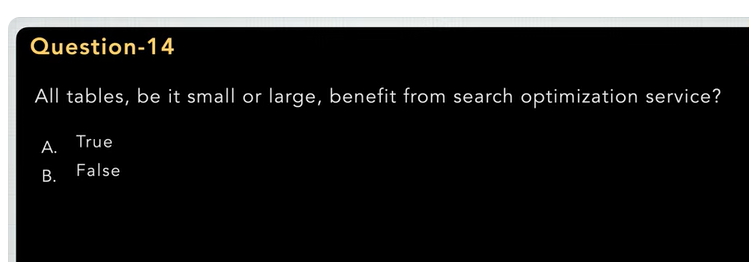 Question-14
All tables, be it small or large, benefit from search optimization service?
A. True
B. False